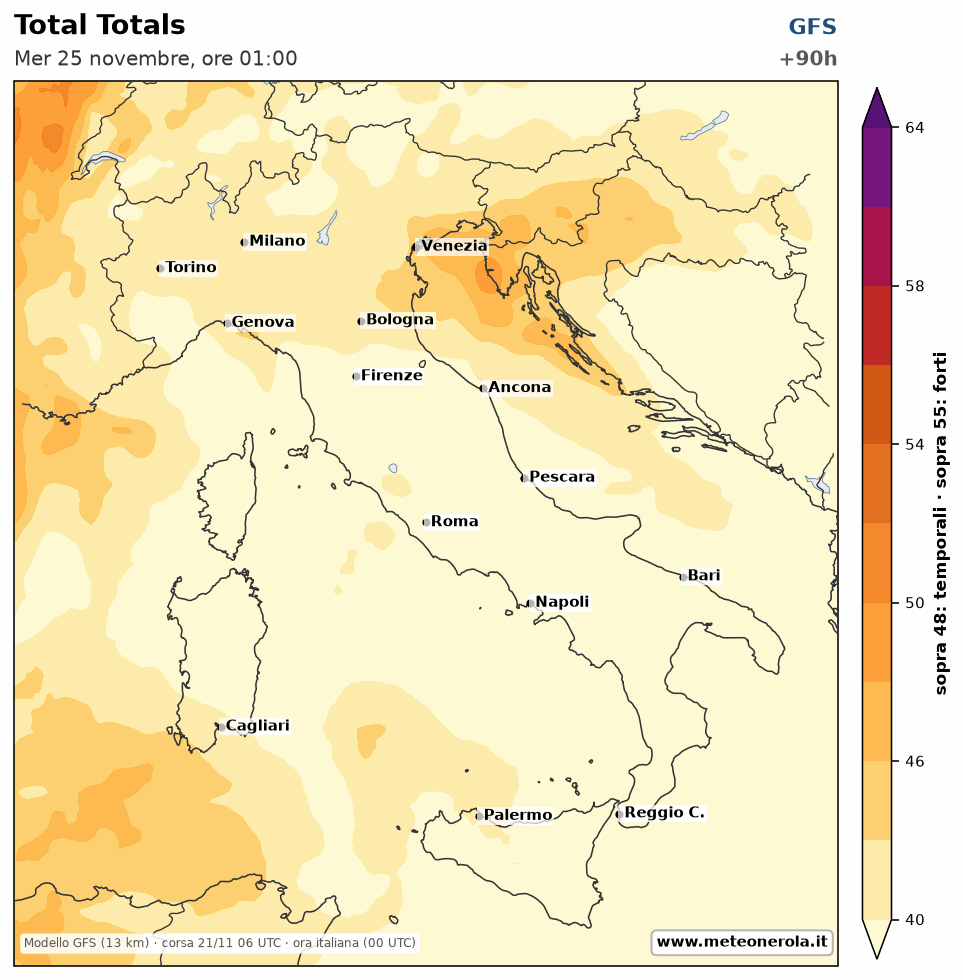 Total Totals
GFS
Mer 25 novembre, ore 01:00
+90h
64
58
54
50
46
40
sopra 48: temporali · sopra 55: forti
Milano
Venezia
Torino
Genova
Bologna
Firenze
Ancona
Pescara
Roma
Bari
Napoli
Cagliari
Palermo
Reggio C.
Modello GFS (13 km) · corsa 21/11 06 UTC · ora italiana (00 UTC)
www.meteonerola.it